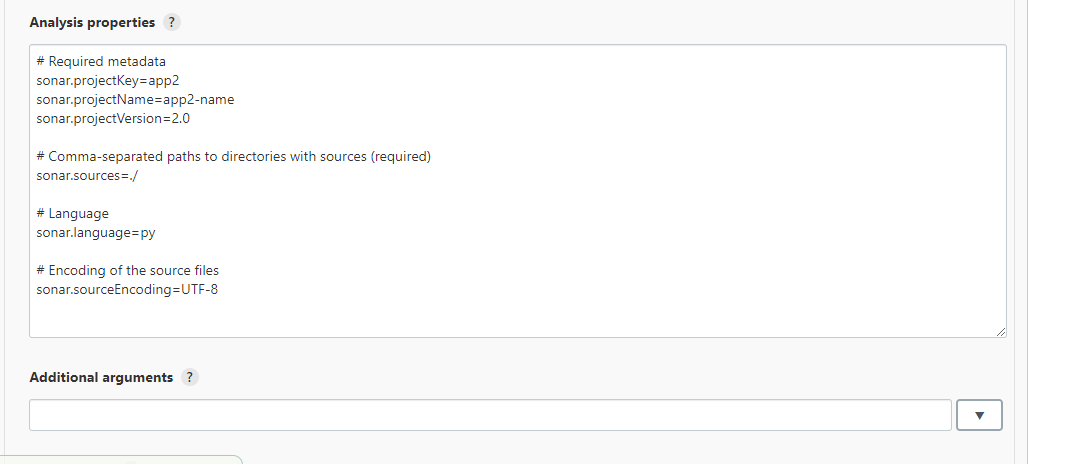 Analysis properties ?
# Required metadata
sonar.projectKey=app2
sonar.projectName=app2-name
sonar.projectVersion=2.0
# Comma-separated paths to directories with sources (required)
sonar.sources=./
# Language
sonar.language=py
# Encoding of the source files
sonar.sourceEncoding=UTF-8
Additional arguments ?